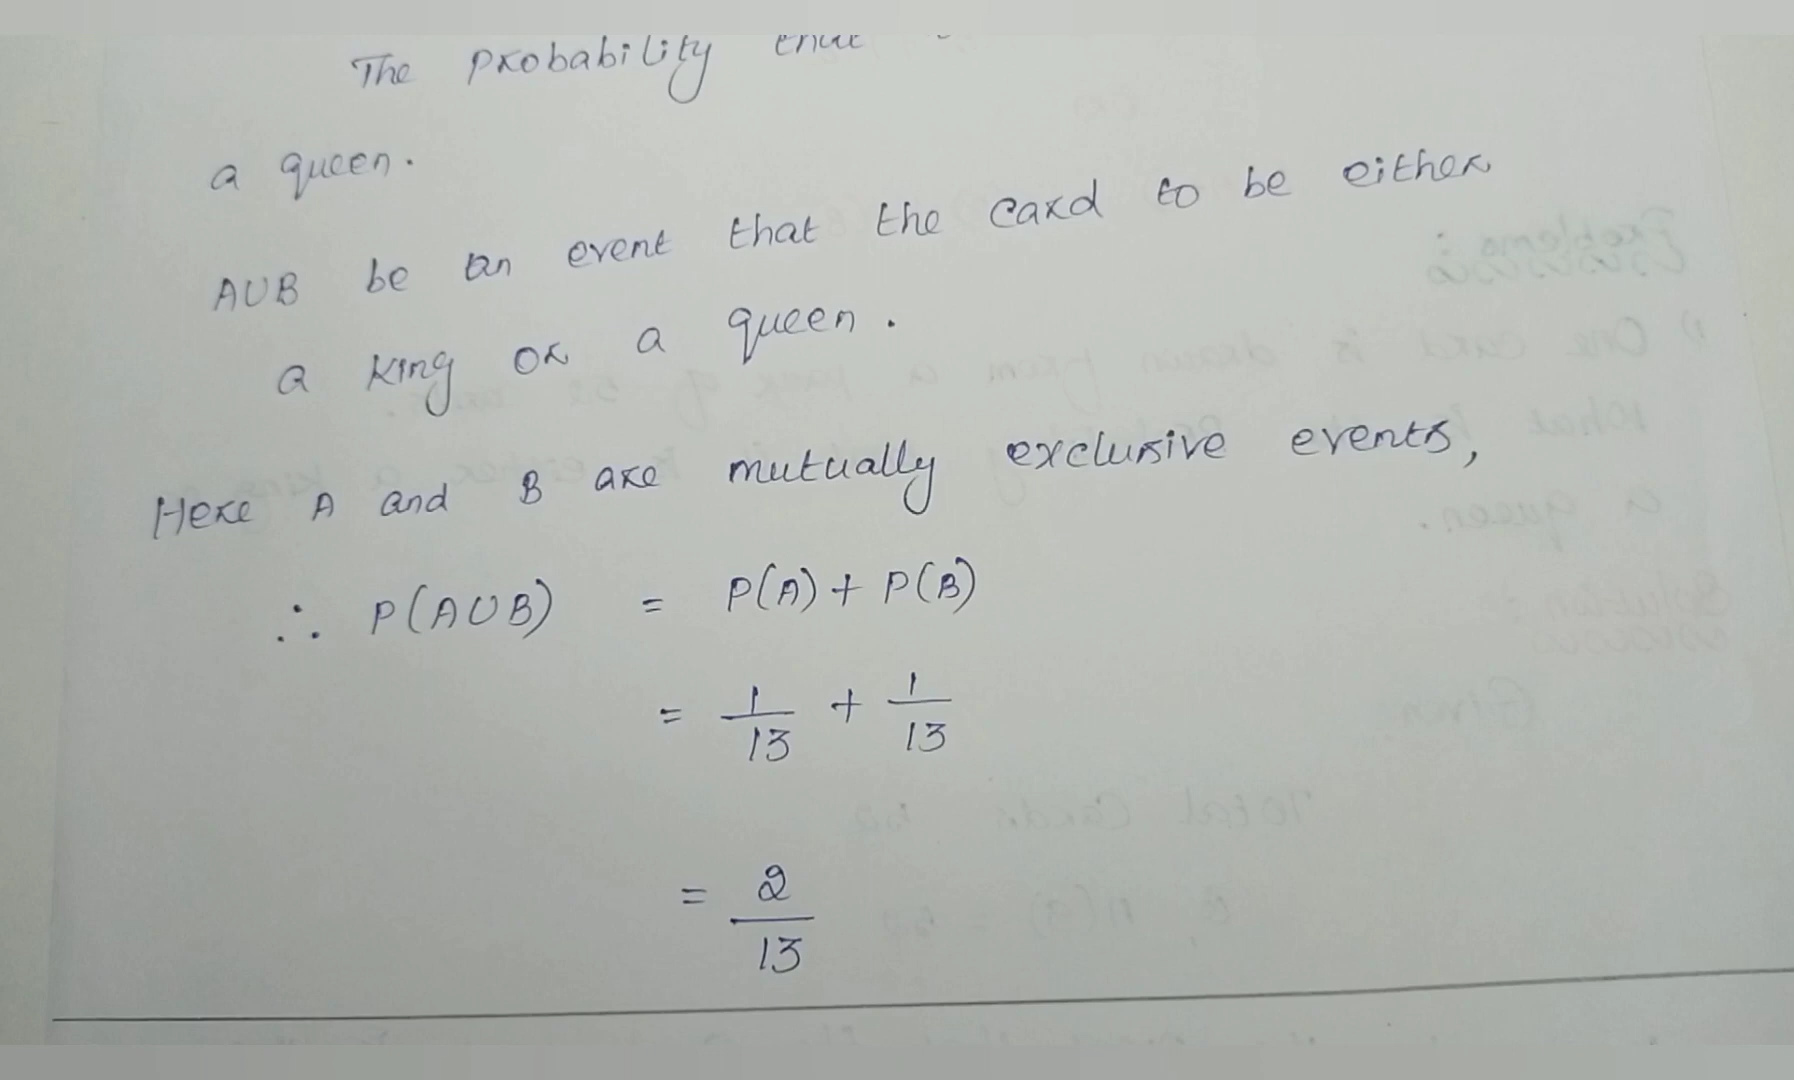 The probability that
a queen.
AUB be an event that the card to be either
a king or a queen.
Here A and B are mutually exclusive events,
∴ P(AUB) = P(A) + P(B)
= 1/13 + 1/13
= 2/13